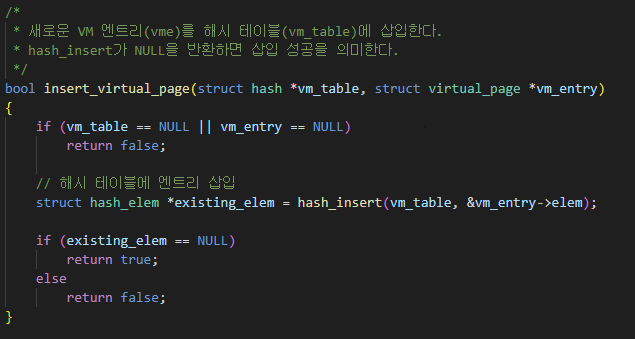 /*
 * 새로운 VM 엔트리(vme)를 해시 테이블(vm_table)에 삽입한다.
 * hash_insert가 NULL을 반환하면 삽입 성공을 의미한다.
 */
bool insert_virtual_page(struct hash *vm_table, struct virtual_page *vm_entry)
{
    if (vm_table == NULL || vm_entry == NULL)
        return false;

    // 해시 테이블에 엔트리 삽입
    struct hash_elem *existing_elem = hash_insert(vm_table, &vm_entry->elem);

    if (existing_elem == NULL)
        return true;
    else
        return false;
}